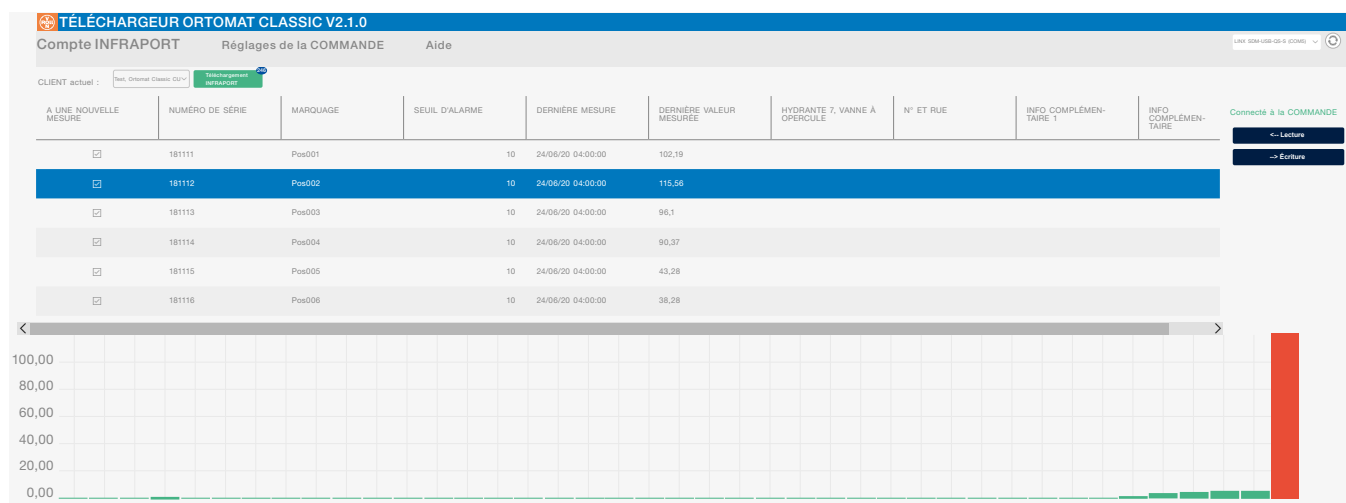 TÉLÉCHARGEUR ORTOMAT CLASSIC V2.1.0
Compte INFRAPORT Réglages de la COMMANDE Aide
LINX SDM-USB-QS-S (COM6)
CLIENT actuel : Test, Ortomat Classic CU
Téléchargement
INFRAPORT
246
A UNE NOUVELLE
MESURE
NUMÉRO DE SÉRIE
MARQUAGE
SEUIL D'ALARME
DERNIÈRE MESURE
DERNIÈRE VALEUR
MESURÉE
HYDRANTE 7, VANNE À
OPERCULE
N° ET RUE
INFO COMPLÉMEN-
TAIRE 1
INFO
COMPLÉMEN-
TAIRE
Connecté à la COMMANDE
<-- Lecture
--> Écriture
181111 Pos001 10 24/06/20 04:00:00 102,19
181112 Pos002 10 24/06/20 04:00:00 115,56
181113 Pos003 10 24/06/20 04:00:00 96,1
181114 Pos004 10 24/06/20 04:00:00 90,37
181115 Pos005 10 24/06/20 04:00:00 43,28
181116 Pos006 10 24/06/20 04:00:00 38,28
100,00
80,00
60,00
40,00
20,00
0,00